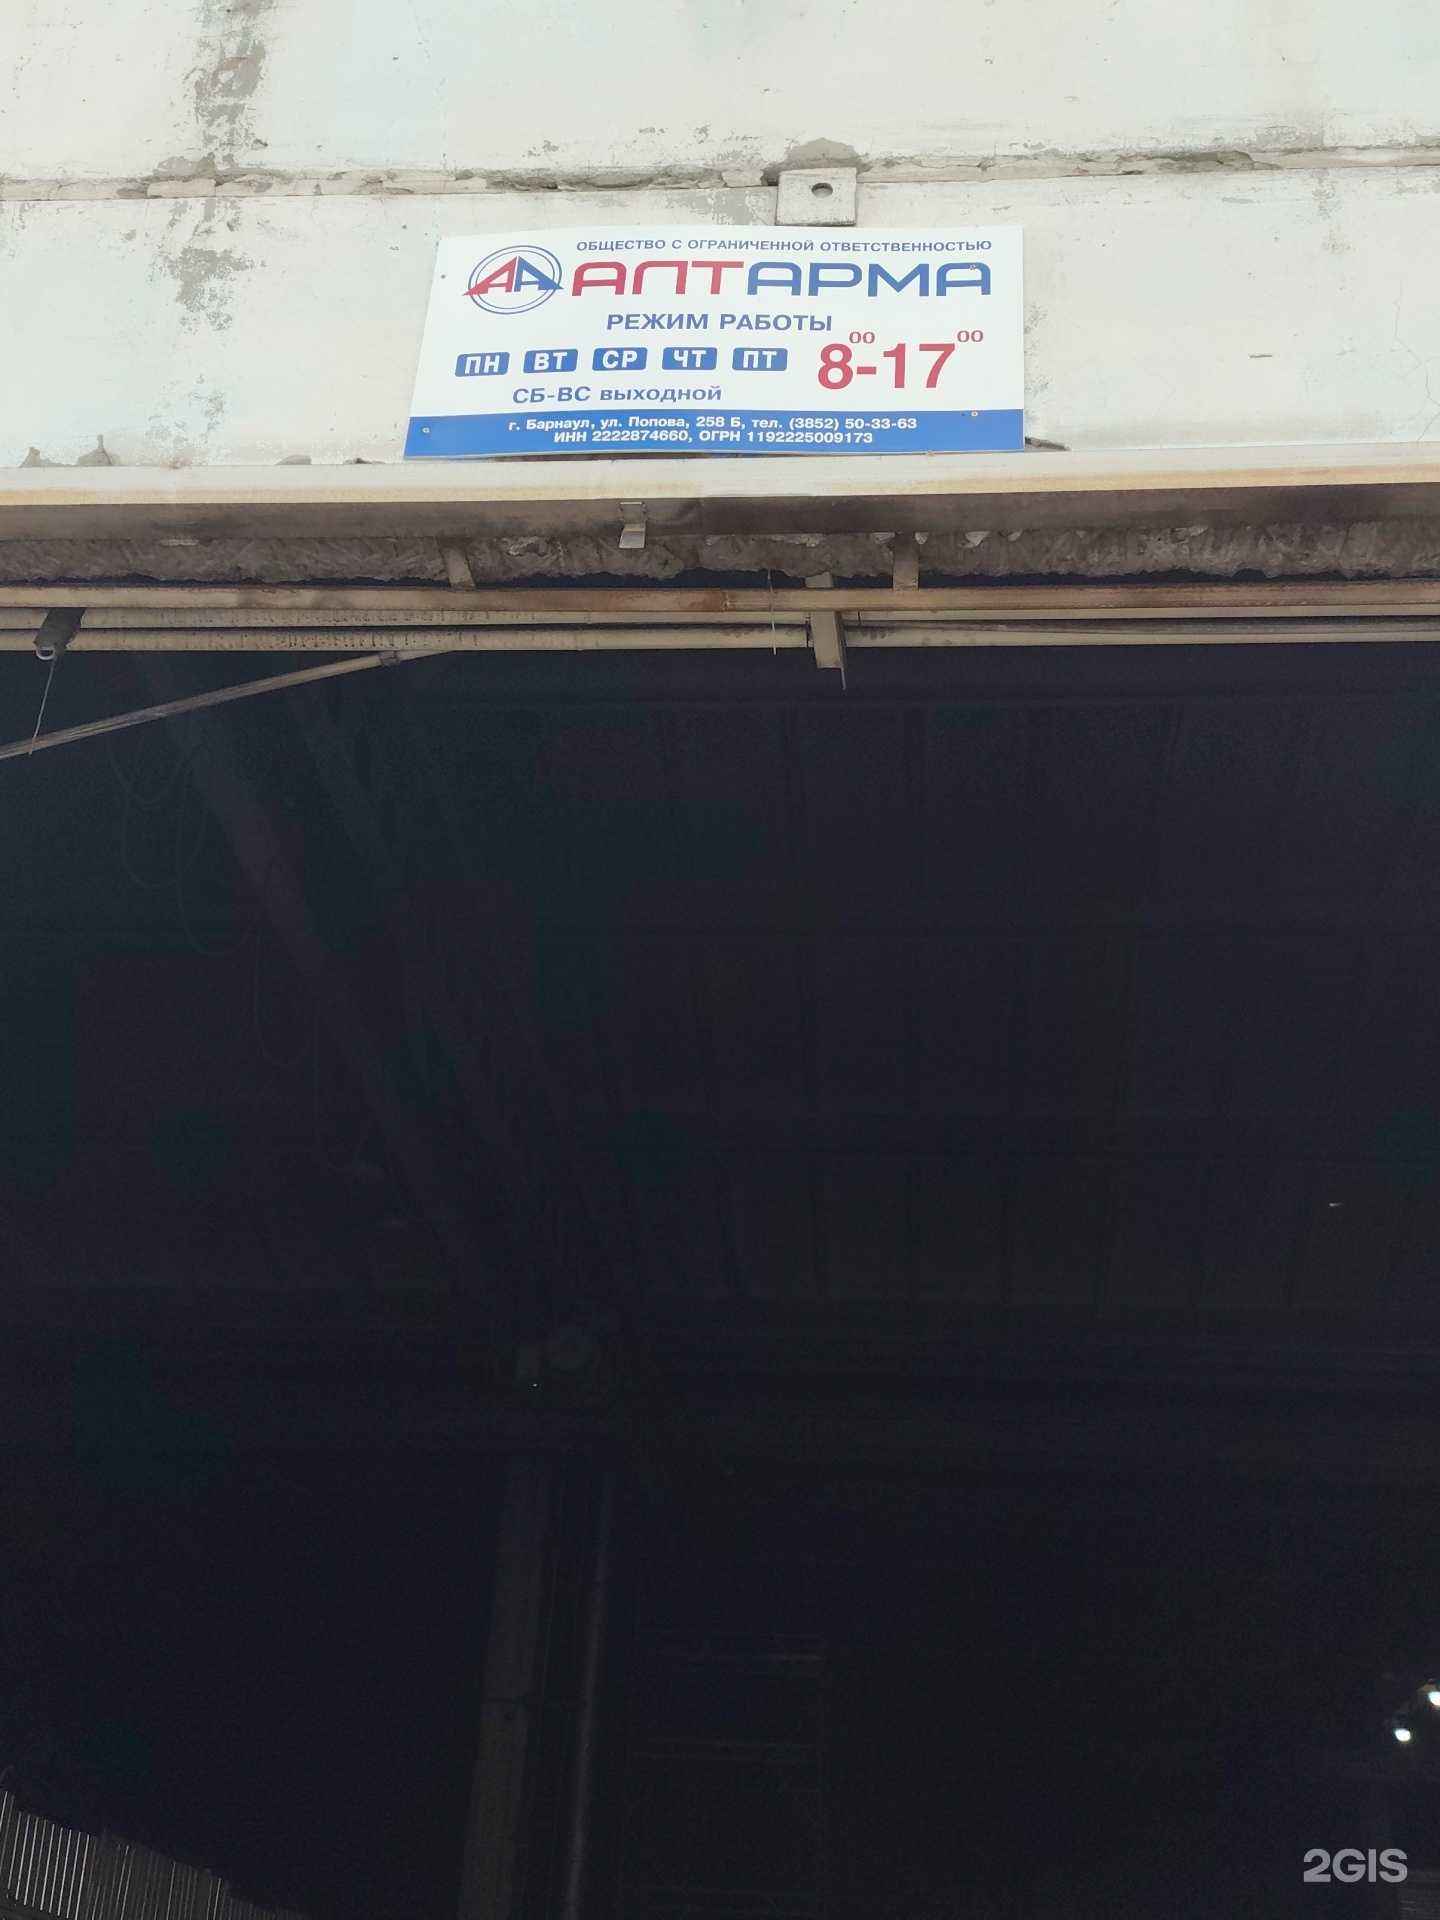 ОБЩЕСТВО С ОГРАНИЧЕННОЙ ОТВЕТСТВЕННОСТЬЮ
АЛТАРМА
РЕЖИМ РАБОТЫ
ПН ВТ СР ЧТ ПТ 8⁰⁰-17⁰⁰
СБ-ВС ВЫХОДНОЙ
г. Барнаул, ул. Попова, 258 Б, тел. (3852) 50-33-63
ИНН 2222874660, ОГРН 1192225009173
2GIS